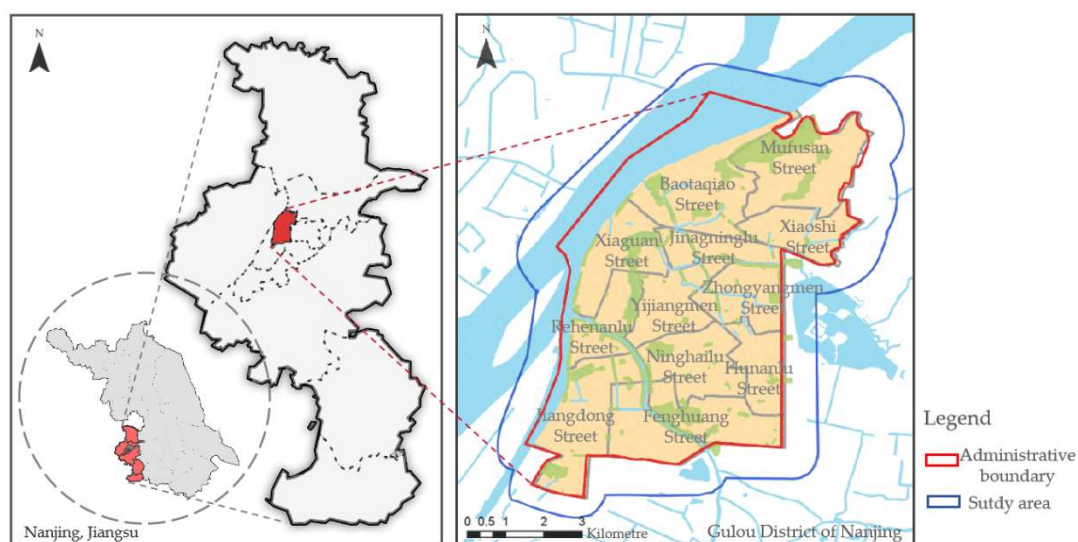 N
Nanjing, Jiangsu
N
Mufusan
Street
Baotaqiao
Street
Xiaoshi
Street
Xiaguan
Street
Jinagninglu
Street
Zhongyangmen
Street
Yijiangmen
Street
Rehenanlu
Street
Ninghailu
Street
Hunanlu
Street
Jiangdong
Street
Fenghuang
Street
0 0.5 1 2 3
Kilometre
Gulou District of Nanjing
Legend
Administrative
boundary
Sutdy area